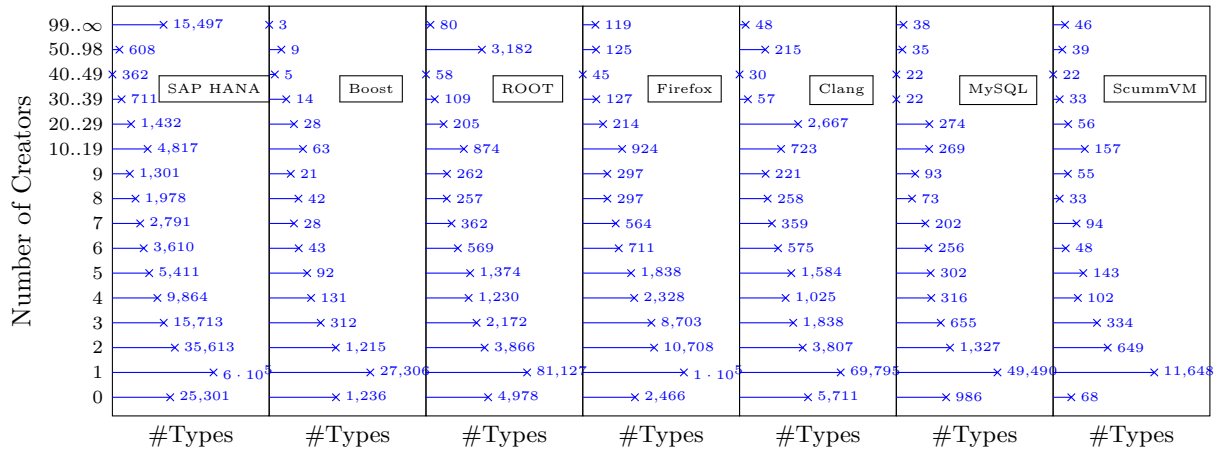 99..∞ 15,497 3 80 119 48 38 46
50..98 608 9 3,182 125 215 35 39
40..49 362 5 58 45 30 22 22
SAP HANA Boost ROOT Firefox Clang MySQL ScummVM
30..39 711 14 109 127 57 22 33
20..29 1,432 28 205 214 2,667 274 56
10..19 4,817 63 874 924 723 269 157
9 1,301 21 262 297 221 93 55
8 1,978 42 257 297 258 73 33
7 2,791 28 362 564 359 202 94
6 3,610 43 569 711 575 256 48
5 5,411 92 1,374 1,838 1,584 302 143
4 9,864 131 1,230 2,328 1,025 316 102
3 15,713 312 2,172 8,703 1,838 655 334
2 35,613 1,215 3,866 10,708 3,807 1,327 649
1 6 · 10⁵ 27,306 81,127 1 · 10⁵ 69,795 49,490 11,648
0 25,301 1,236 4,978 2,466 5,711 986 68
#Types #Types #Types #Types #Types #Types #Types
Number of Creators